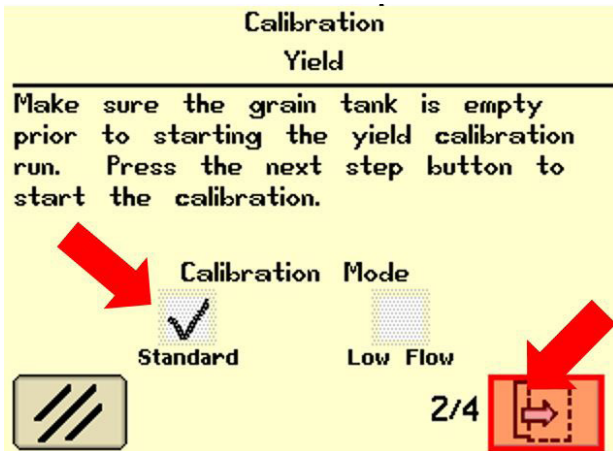 Calibration
Yield
Make sure the grain tank is empty
prior to starting the yield calibration
run. Press the next step button to
start the calibration.
Calibration Mode
Standard Low Flow
2/4